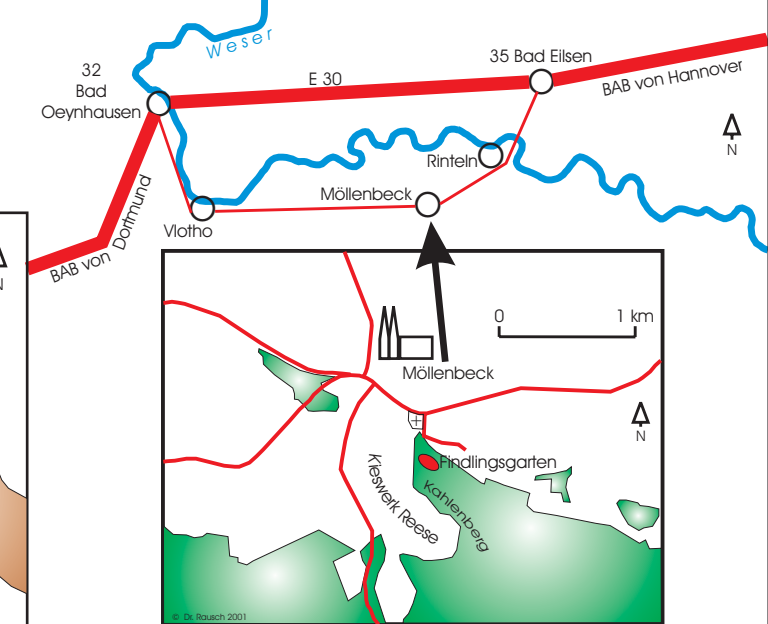 Weser
32
Bad
Oeynhausen
E 30
35 Bad Eilsen
BAB von Hannover
N
Rinteln
Möllenbeck
Vlotho
BAB von Dortmund
N
0 1 km
Möllenbeck
N
Findlingsgarten
Kieswerk Reese
Kahlenberg
© Dr. Rausch 2001